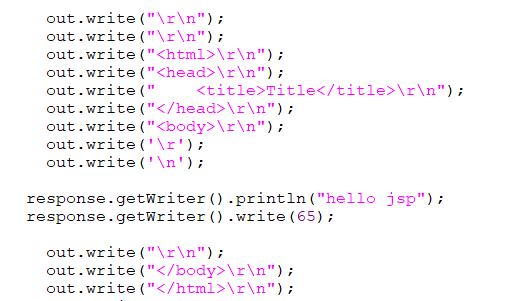 out.write("\r\n");
out.write("\r\n");
out.write("<html>\r\n");
out.write("<head>\r\n");
out.write("    <title>Title</title>\r\n");
out.write("</head>\r\n");
out.write("<body>\r\n");
out.write('\r');
out.write('\n');
response.getWriter().println("hello jsp");
response.getWriter().write(65);
out.write("\r\n");
out.write("</body>\r\n");
out.write("</html>\r\n");